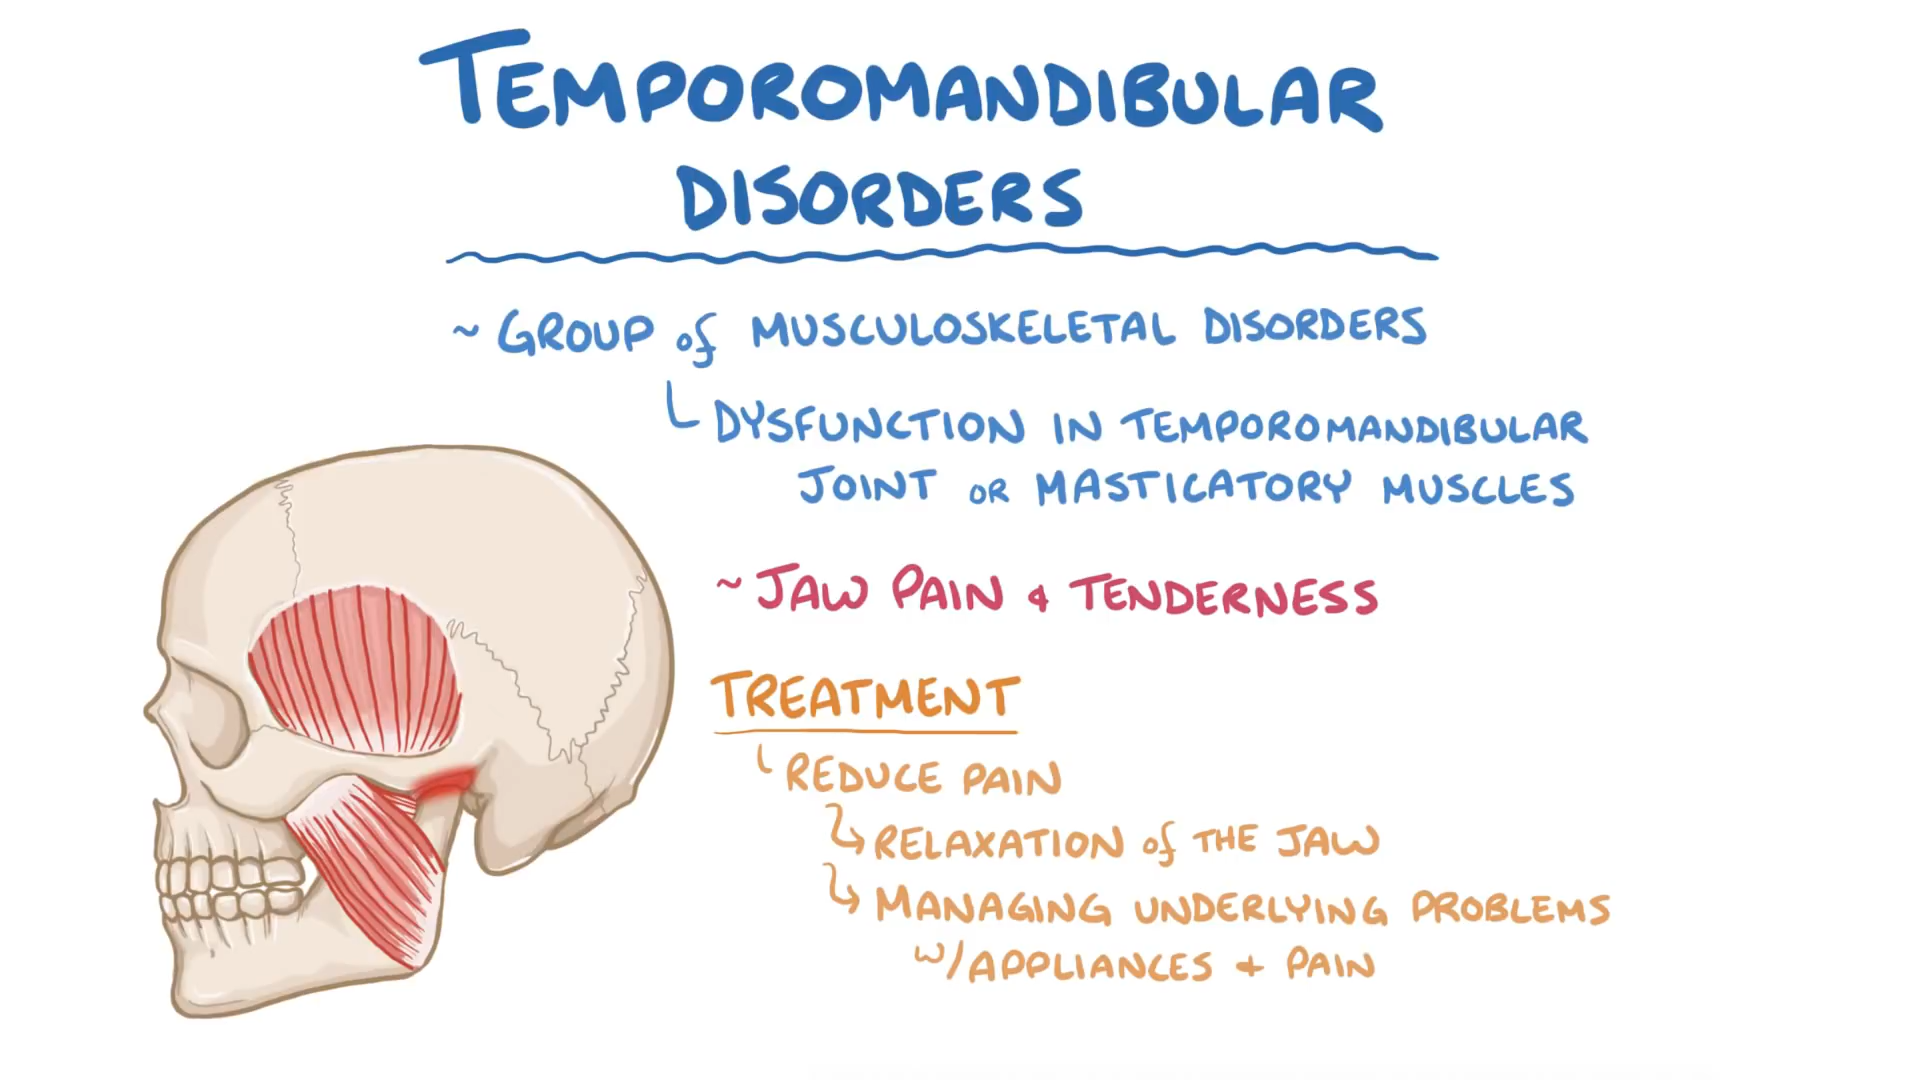 TEMPOROMANDIBULAR
DISORDERS
~ GROUP of MUSCULOSKELETAL DISORDERS
DYSFUNCTION IN TEMPOROMANDIBULAR
JOINT OR MASTICATORY MUSCLES
~ JAW PAIN & TENDERNESS
TREATMENT
REDUCE PAIN
RELAXATION of THE JAW
MANAGING UNDERLYING PROBLEMS
w/APPLIANCES + PAIN